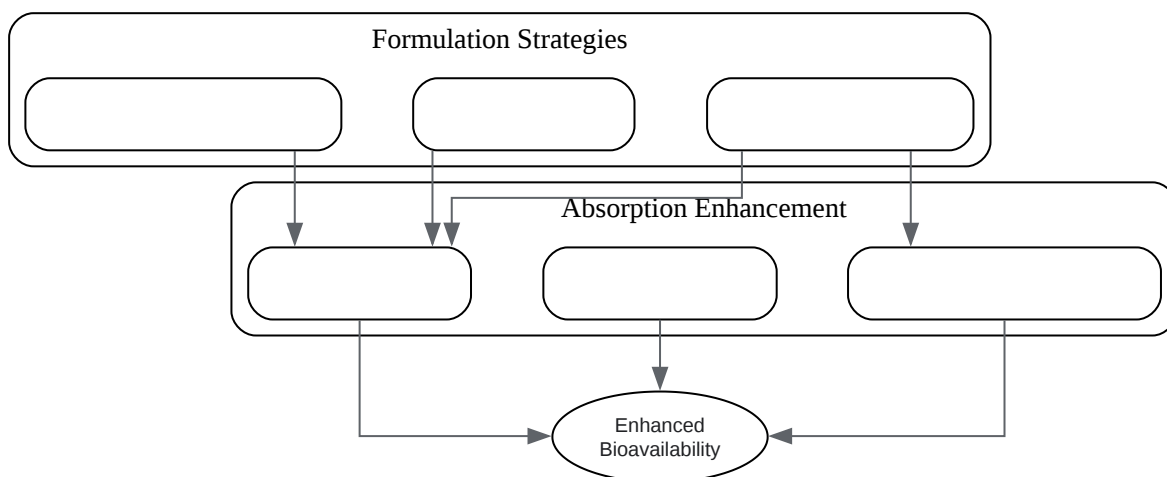 Formulation Strategies
Absorption Enhancement
Enhanced
Bioavailability